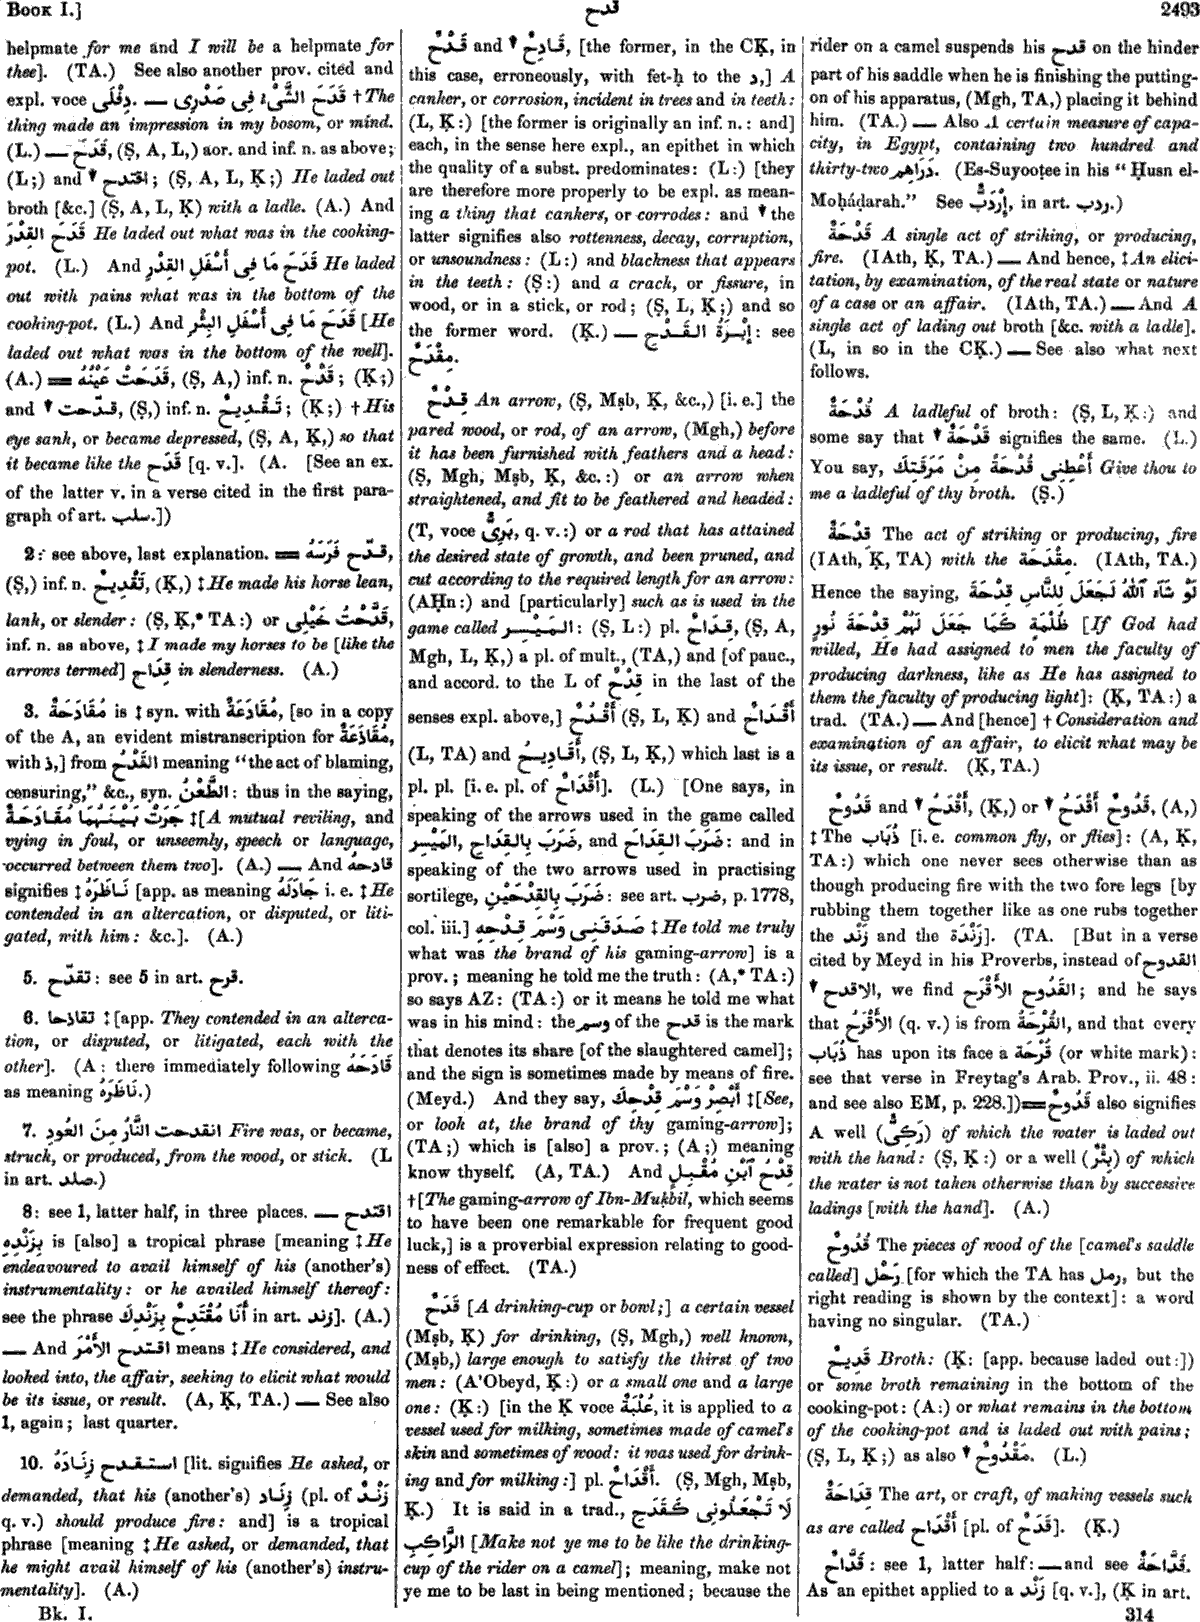 BOOK I.]
قدح
2493
helpmate for me and I will be a helpmate for
thee]. (TA.) See also another prov. cited and
expl. voce دِفْلَى. — قَدَحَ الشَّىْءُ فِى صَدْرِى † The
thing made an impression in my bosom, or mind.
(L.) — قَدَحَ, (Ṣ, A, L,) aor. and inf. n. as above;
(L;) and ↑ اقتدح; (Ṣ, A, L, Ḳ;) He laded out
broth [&c.] (Ṣ, A, L, Ḳ) with a ladle. (A.) And
قَدَحَ القِدْرَ He laded out what was in the cooking-
pot. (L.) And قَدَحَ مَا فِى أَسْفَلِ القِدْرِ He laded
out with pains what was in the bottom of the
cooking-pot. (L.) And قَدَحَ مَا فِى أَسْفَلِ البِئْرِ [He
laded out what was in the bottom of the well].
(A.) == قَدَحَتْ عَيْنُهُ, (Ṣ, A,) inf. n. قَدْحٌ; (Ḳ;)
and ↑ قدّحت, (Ṣ,) inf. n. تَقْدِيحٌ; (Ḳ;) † His
eye sank, or became depressed, (Ṣ, A, Ḳ,) so that
it became like the قَدَح [q. v.]. (A. [See an ex.
of the latter v. in a verse cited in the first para-
graph of art. سلب.])
2: see above, last explanation. == قدّح فَرَسَهُ,
(Ṣ,) inf. n. تَقْدِيحٌ, (Ḳ,) ‡ He made his horse lean,
lank, or slender: (Ṣ, Ḳ,* TA:) or قَدَّحْتُ خَيْلِى,
inf. n. as above, ‡ I made my horses to be [like the
arrows termed] قِدَاح in slenderness. (A.)
3. مُقَادَحَةٌ is ‡ syn. with مُقَادَعَةٌ, [so in a copy
of the A, an evident mistranscription for مُقَاذَعَةٌ,
with ذ,] from القَدْحُ meaning "the act of blaming,
censuring," &c., syn. الطَّعْنُ: thus in the saying,
جَرَتْ بَيْنَهُمَا مُقَادَحَةٌ ‡ [A mutual reviling, and
vying in foul, or unseemly, speech or language,
occurred between them two]. (A.) — And قادحهُ
signifies ‡ نَاظَرَهُ [app. as meaning جَادَلَهُ i. e. ‡ He
contended in an altercation, or disputed, or liti-
gated, with him: &c.]. (A.)
5. تقدّح: see 5 in art. قرح.
6. تقادحا ‡ [app. They contended in an alterca-
tion, or disputed, or litigated, each with the
other]. (A: there immediately following قَادَحَهُ
as meaning نَاظَرَهُ.)
7. انقدحت النَّارُ مِنَ العُودِ Fire was, or became,
struck, or produced, from the wood, or stick. (L
in art. صلد.)
8: see 1, latter half, in three places. — اقتدح
بِزَنْدِهِ is [also] a tropical phrase [meaning ‡ He
endeavoured to avail himself of his (another's)
instrumentality: or he availed himself thereof:
see the phrase أَنَا مُقْتَدِحٌ بِزَنْدِكَ in art. زند]. (A.)
— And اقتدح الأَمْرَ means ‡ He considered, and
looked into, the affair, seeking to elicit what would
be its issue, or result. (A, Ḳ, TA.) — See also
1, again; last quarter.
10. استقدح زِنَادَهُ [lit. signifies He asked, or
demanded, that his (another's) زِنَاد (pl. of زَنْدٌ
q. v.) should produce fire: and] is a tropical
phrase [meaning ‡ He asked, or demanded, that
he might avail himself of his (another's) instru-
mentality]. (A.)
قَدْحٌ and ↑ قَادِحٌ, [the former, in the CḲ, in
this case, erroneously, with fet-ḥ to the د,] A
canker, or corrosion, incident in trees and in teeth:
(L, Ḳ:) [the former is originally an inf. n.: and]
each, in the sense here expl., an epithet in which
the quality of a subst. predominates: (L:) [they
are therefore more properly to be expl. as mean-
ing a thing that cankers, or corrodes: and ↑ the
latter signifies also rottenness, decay, corruption,
or unsoundness: (L:) and blackness that appears
in the teeth: (Ṣ:) and a crack, or fissure, in
wood, or in a stick, or rod; (Ṣ, L, Ḳ;) and so
the former word. (Ḳ.) — إِبْرَةُ القَدْحِ: see
مِقْدَحٌ.
قِدْحٌ An arrow, (Ṣ, Mṣb, Ḳ, &c.,) [i. e.] the
pared wood, or rod, of an arrow, (Mgh,) before
it has been furnished with feathers and a head:
(Ṣ, Mgh, Mṣb, Ḳ, &c.:) or an arrow when
straightened, and fit to be feathered and headed:
(T, voce بَرِىٌّ, q. v.:) or a rod that has attained
the desired state of growth, and been pruned, and
cut according to the required length for an arrow:
(AḤn:) and [particularly] such as is used in the
game called المَيْسِر: (Ṣ, L:) pl. قِدَاحٌ, (Ṣ, A,
Mgh, L, Ḳ,) a pl. of mult., (TA,) and [of pauc.,
and accord. to the L of قِدْحٌ in the last of the
senses expl. above,] أَقْدُحٌ (Ṣ, L, Ḳ) and أَقْدَاحٌ
(L, TA) and أَقَادِيحُ, (Ṣ, L, Ḳ,) which last is a
pl. pl. [i. e. pl. of أَقْدَاحٌ]. (L.) [One says, in
speaking of the arrows used in the game called
المَيْسِر, ضَرَبَ بِالقِدَاحِ, and ضَرَبَ القِدَاحَ: and in
speaking of the two arrows used in practising
sortilege, ضَرَبَ بِالقِدْحَيْنِ: see art. ضرب, p. 1778,
col. iii.] صَدَقَنِى وَسْمَ قِدْحِهِ ‡ He told me truly
what was the brand of his gaming-arrow] is a
prov.; meaning he told me the truth: (A,* TA:)
so says AZ: (TA:) or it means he told me what
was in his mind: the وسم of the قدح is the mark
that denotes its share [of the slaughtered camel];
and the sign is sometimes made by means of fire.
(Meyd.) And they say, أَبْصِرْ وَسْمَ قِدْحِكَ ‡ [See,
or look at, the brand of thy gaming-arrow];
(TA;) which is [also] a prov.; (A;) meaning
know thyself. (A, TA.) And قِدْحُ ٱبْنِ مُقْبِلٍ
† [The gaming-arrow of Ibn-Muḳbil, which seems
to have been one remarkable for frequent good
luck,] is a proverbial expression relating to good-
ness of effect. (TA.)
قَدَحٌ [A drinking-cup or bowl;] a certain vessel
(Mṣb, Ḳ) for drinking, (Ṣ, Mgh,) well known,
(Mṣb,) large enough to satisfy the thirst of two
men: (A'Obeyd, Ḳ:) or a small one and a large
one: (Ḳ:) [in the K voce عُلْبَةٌ, it is applied to a
vessel used for milking, sometimes made of camel's
skin and sometimes of wood: it was used for drink-
ing and for milking:] pl. أَقْدَاحٌ. (Ṣ, Mgh, Mṣb,
Ḳ.) It is said in a trad., لَا تَجْعَلُونِى كَقَدَحِ
الرَّاكِبِ [Make not ye me to be like the drinking-
cup of the rider on a camel]; meaning, make not
ye me to be last in being mentioned; because the
rider on a camel suspends his قدح on the hinder
part of his saddle when he is finishing the putting-
on of his apparatus, (Mgh, TA,) placing it behind
him. (TA.) — Also A certain measure of capa-
city, in Egypt, containing two hundred and
thirty-two دَرَاهِم. (Es-Suyooṭee in his "Ḥusn el-
Moḥáḍarah." See إِرْدَبٌّ, in art. ردب.)
قَدْحَةٌ A single act of striking, or producing,
fire. (IAth, Ḳ, TA.) — And hence, ‡ An elici-
tation, by examination, of the real state or nature
of a case or an affair. (IAth, TA.) — And A
single act of lading out broth [&c. with a ladle].
(L, in so in the CḲ.) — See also what next
follows.
قُدْحَةٌ A ladleful of broth: (Ṣ, L, Ḳ:) and
some say that ↑ قَدْحَةٌ signifies the same. (L.)
You say, أَعْطِنِى قُدْحَةً مِنْ مَرَقَتِكَ Give thou to
me a ladleful of thy broth. (Ṣ.)
قِدْحَةٌ The act of striking or producing, fire
(IAth, Ḳ, TA) with the مِقْدَحَة. (IAth, TA.)
Hence the saying, لَوْ شَآءَ ٱللّٰهُ لَجَعَلَ لِلنَّاسِ قِدْحَةَ
ظُلْمَةٍ كَمَا جَعَلَ لَهُمْ قِدْحَةَ نُورٍ [If God had
willed, He had assigned to men the faculty of
producing darkness, like as He has assigned to
them the faculty of producing light]: (Ḳ, TA:) a
trad. (TA.) — And [hence] † Consideration and
examination of an affair, to elicit what may be
its issue, or result. (Ḳ, TA.)
قَدُوحٌ and ↑ أَقْدَحُ, (Ḳ,) or ↑ قَدُوحٌ أَقْدَحُ, (A,)
‡ The ذُبَاب [i. e. common fly, or flies]: (A, Ḳ,
TA:) which one never sees otherwise than as
though producing fire with the two fore legs [by
rubbing them together like as one rubs together
the زَنْد and the زَنْدَة]. (TA. [But in a verse
cited by Meyd in his Proverbs, instead of القدوح
الاقدح ↑, we find القَدُوحِ الأَقْرَحِ; and he says
that الأَقْرَحُ (q. v.) is from القُرْحَةُ, and that every
ذُبَاب has upon its face a قُرْحَة (or white mark):
see that verse in Freytag's Arab. Prov., ii. 48:
and see also EM, p. 228.]) == قَدُوحٌ also signifies
A well (رَكِىٌّ) of which the water is laded out
with the hand: (Ṣ, Ḳ:) or a well (بِئْرٌ) of which
the water is not taken otherwise than by successive
ladings [with the hand]. (A.)
قُدُوحٌ The pieces of wood of the [camel's saddle
called] رَحْل [for which the TA has رمل, but the
right reading is shown by the context]: a word
having no singular. (TA.)
قَدِيحٌ Broth: (Ḳ: [app. because laded out:])
or some broth remaining in the bottom of the
cooking-pot: (A:) or what remains in the bottom
of the cooking-pot and is laded out with pains;
(Ṣ, L, Ḳ;) as also ↑ مَقْدُوحٌ. (L.)
قِدَاحَةٌ The art, or craft, of making vessels such
as are called أَقْدَاح [pl. of قَدَحٌ]. (Ḳ.)
قَدَّاحٌ: see 1, latter half: — and see قَدَّاحَةٌ.
As an epithet applied to a زَنْد [q. v.], (Ḳ in art.
Bk. I.
314